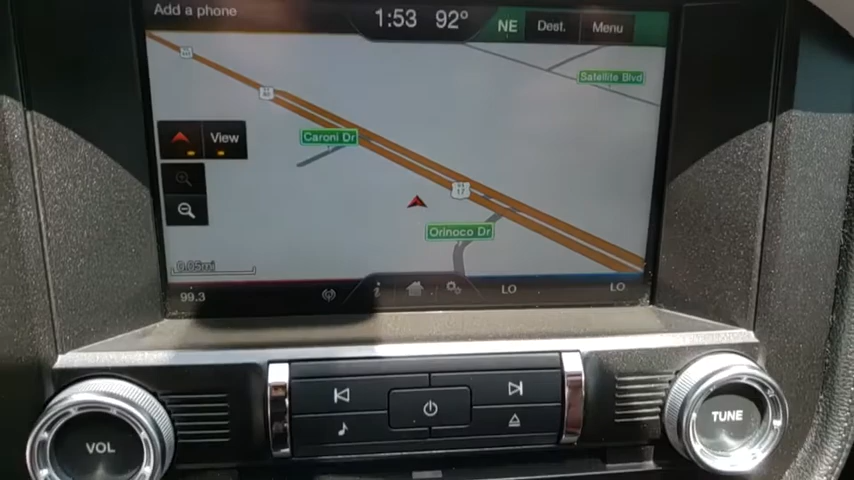 Add a phone
1:53 92°
NE
Dest.
Menu
Satellite Blvd
View
Caroni Dr
17
Orinoco Dr
0.05mi
99.3
LO
LO
VOL
TUNE